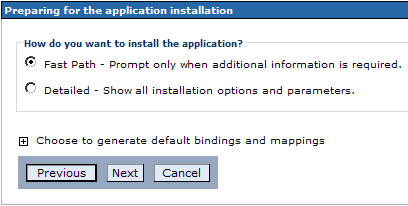 Preparing for the application installation
How do you want to install the application?
Fast Path - Prompt only when additional information is required.
Detailed - Show all installation options and parameters.
Choose to generate default bindings and mappings
Previous Next Cancel